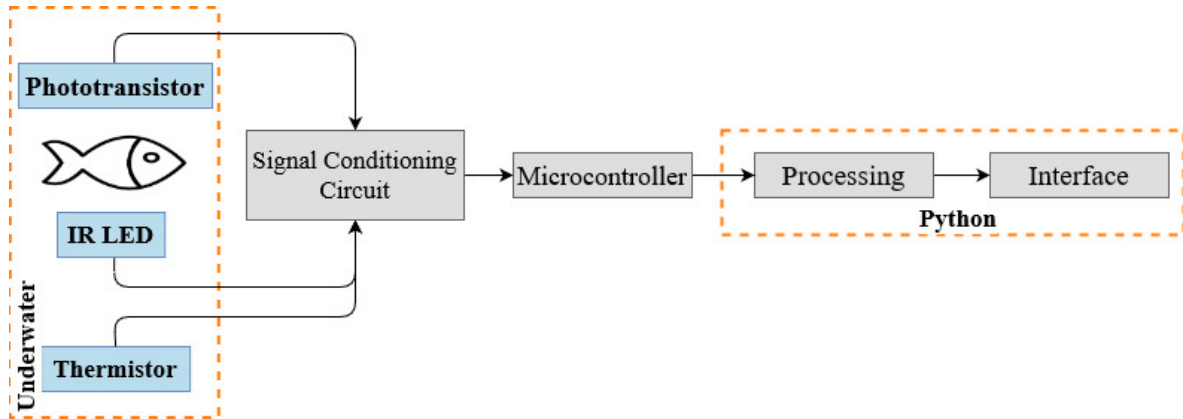 Phototransistor
IR LED
Thermistor
Underwater
Signal Conditioning
Circuit
Microcontroller
Processing
Interface
Python